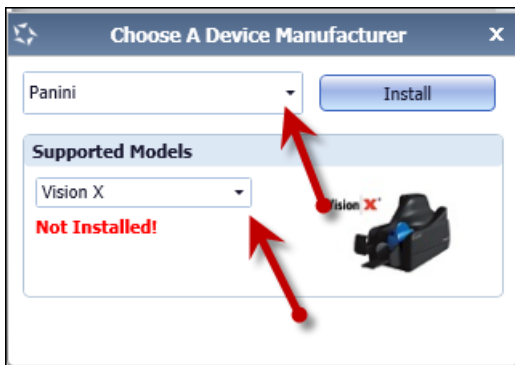 Choose A Device Manufacturer x
Panini
Install
Supported Models
Vision X
Vision X
Not Installed!